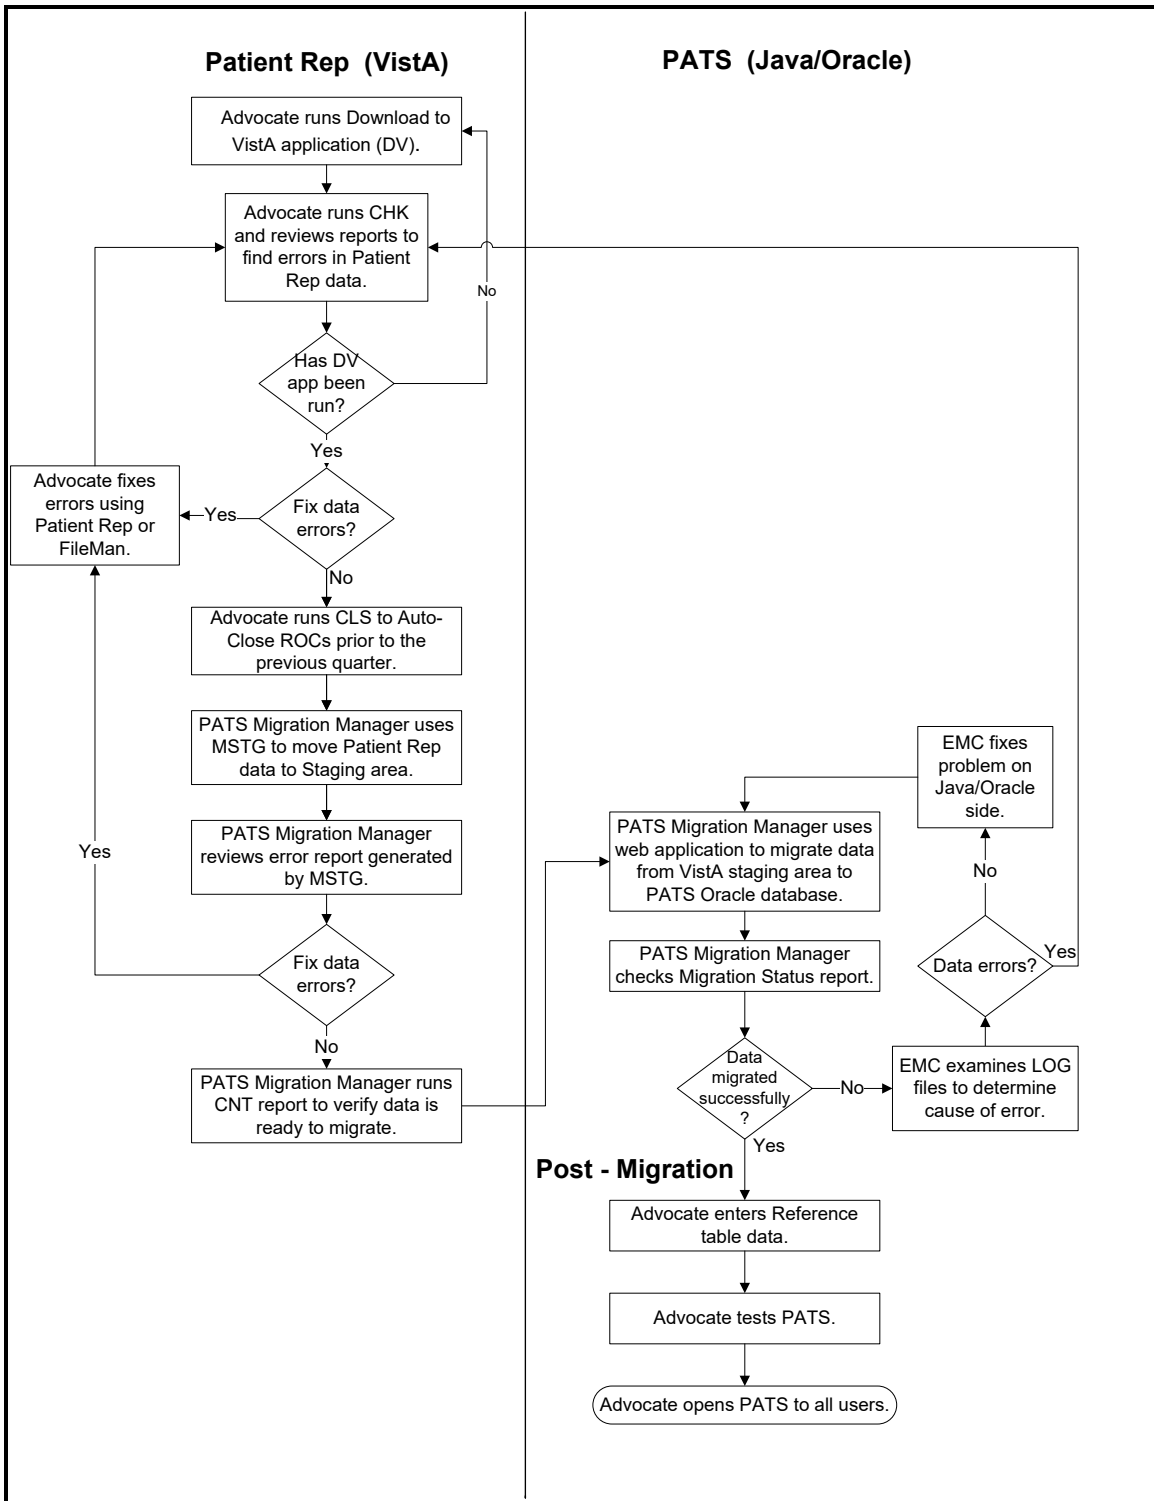 Patient Rep  (VistA)
PATS  (Java/Oracle)
Advocate runs Download to
VistA application (DV).
Advocate runs CHK
and reviews reports to
find errors in Patient
Rep data.
No
Has DV
app been
run?
Yes
Advocate fixes
errors using
Patient Rep or
FileMan.
Yes
Fix data
errors?
No
Advocate runs CLS to Auto-
Close ROCs prior to the
previous quarter.
PATS Migration Manager uses
MSTG to move Patient Rep
data to Staging area.
PATS Migration Manager
reviews error report generated
by MSTG.
Yes
Fix data
errors?
No
PATS Migration Manager runs
CNT report to verify data is
ready to migrate.
EMC fixes
problem on
Java/Oracle
side.
PATS Migration Manager uses
web application to migrate data
from VistA staging area to
PATS Oracle database.
No
PATS Migration Manager
checks Migration Status report.
Data errors?
Yes
Data
migrated
successfully
?
No
EMC examines LOG
files to determine
cause of error.
Yes
Post - Migration
Advocate enters Reference
table data.
Advocate tests PATS.
Advocate opens PATS to all users.